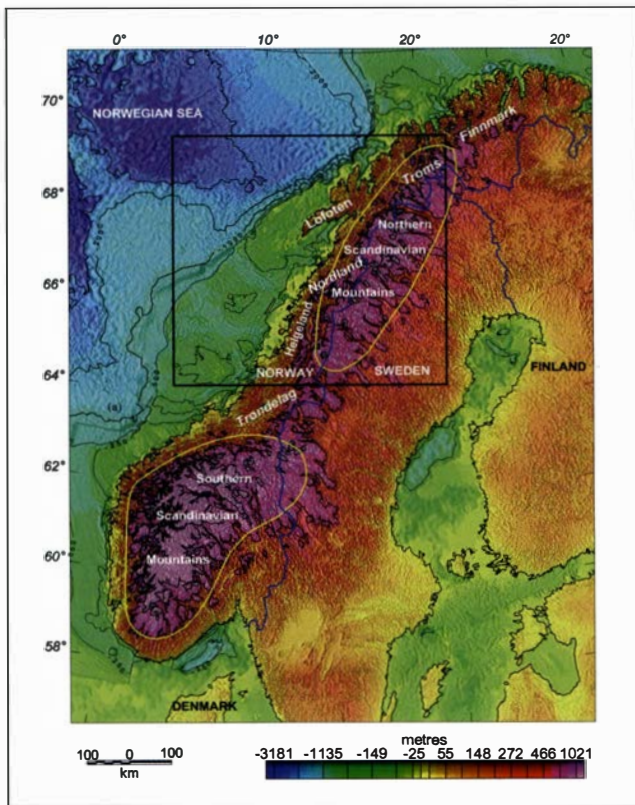 0° 10° 20° 20°
70°
NORWEGIAN SEA
Finnmark
68°
Troms
Lofoten
Northern
Scandinavian
Nordland
66°
Mountains
Helgeland
64°
NORWAY
SWEDEN
FINLAND
Trøndelag
62°
Southern
Scandinavian
60°
Mountains
58°
DENMARK
metres
100 0 100
km
-3181 -1135 -149 -25 55 148 272 466 1021